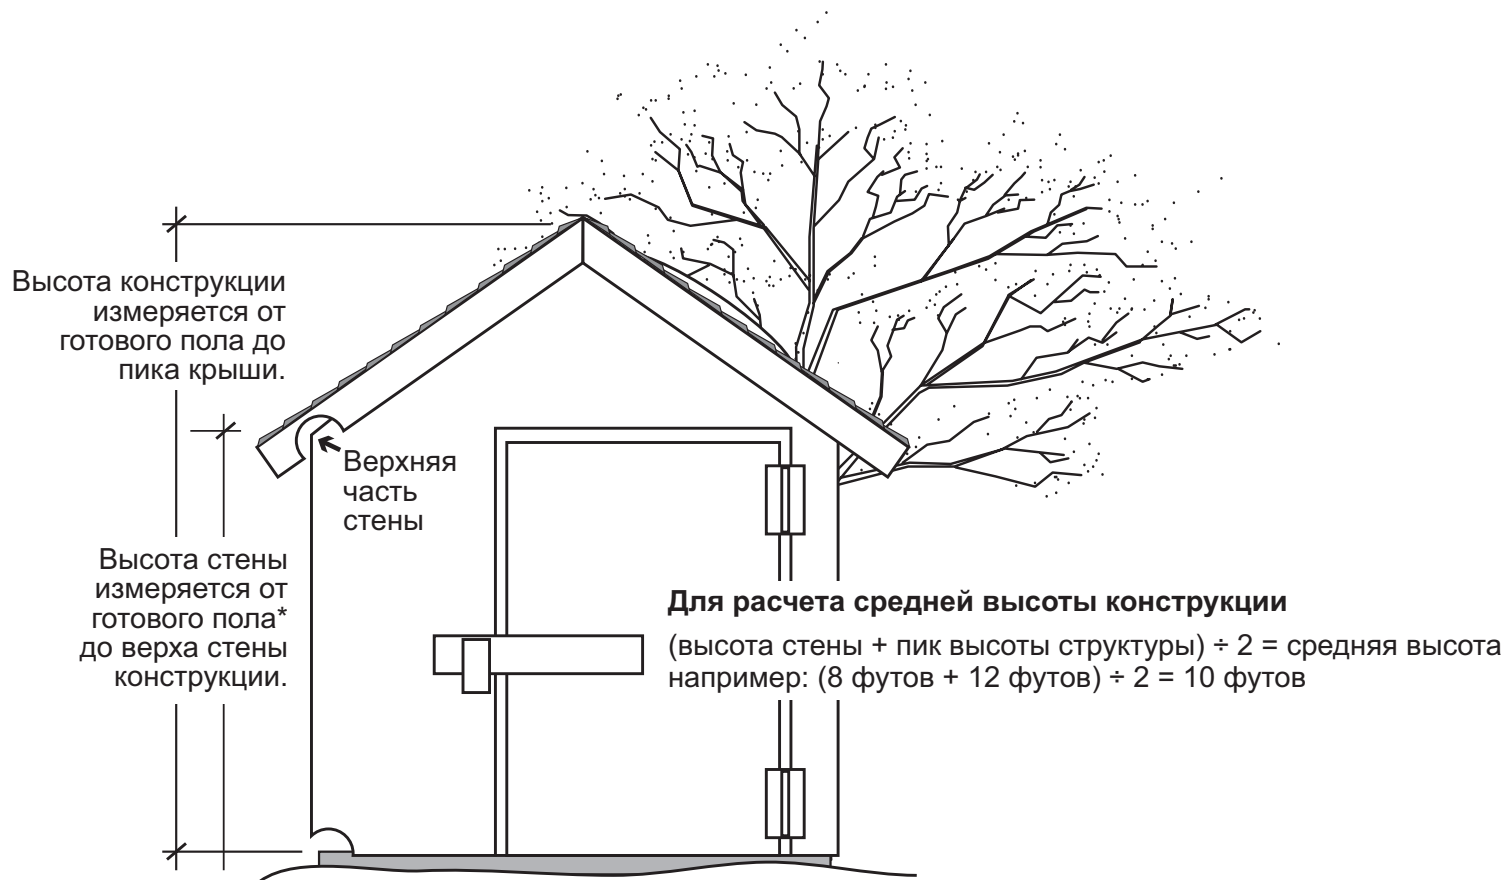 Высота конструкции
измеряется от
готового пола до
пика крыши.
Верхняя
часть
стены
Высота стены
измеряется от
готового пола*
до верха стены
конструкции.
Для расчета средней высоты конструкции
(высота стены + пик высоты структуры) ÷ 2 = средняя высота
например: (8 футов + 12 футов) ÷ 2 = 10 футов